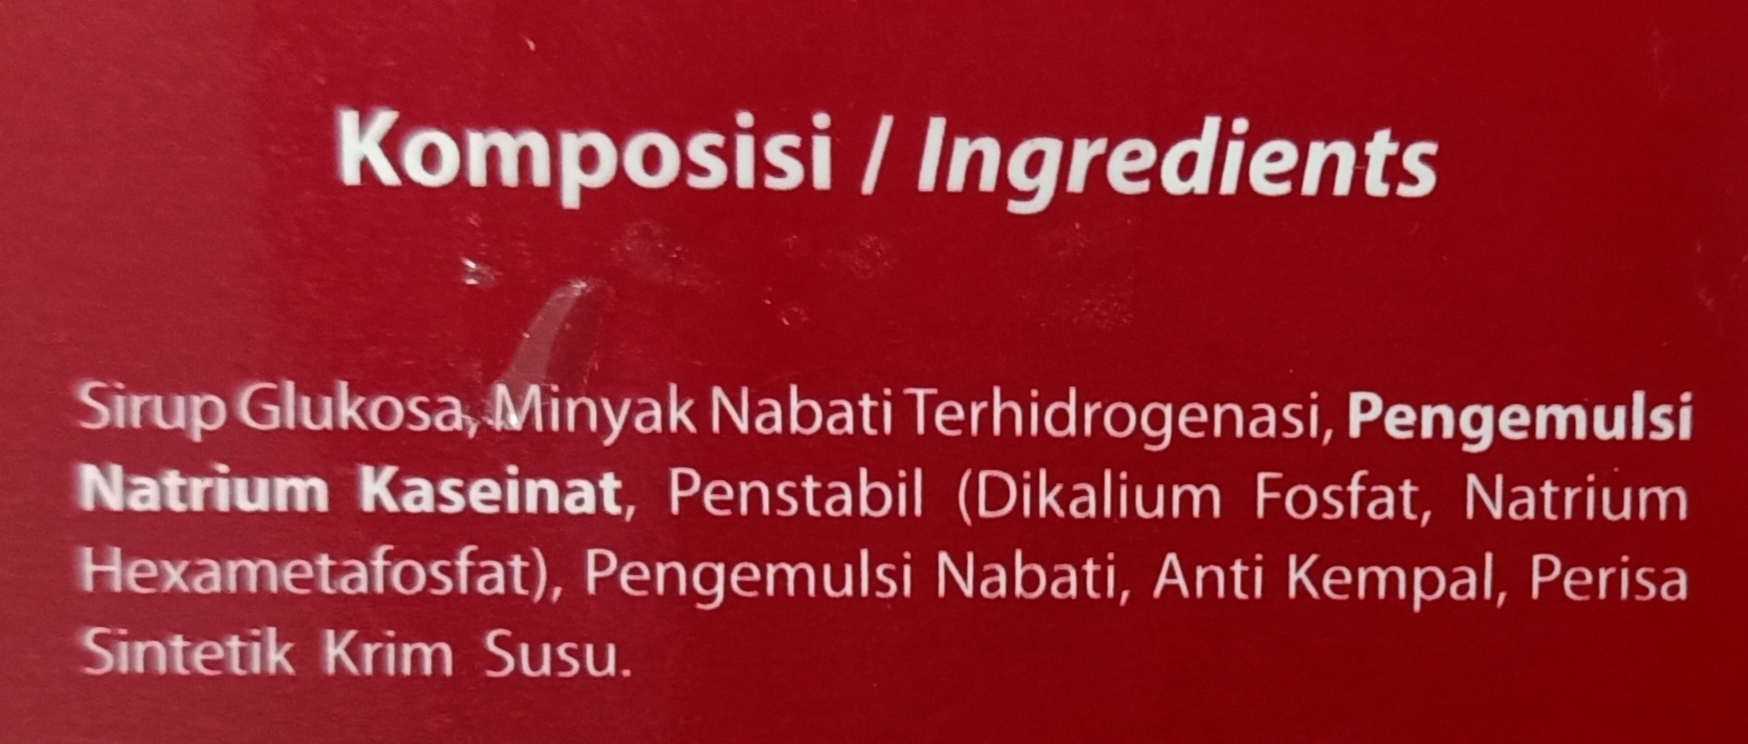 Komposisi / Ingredients
Sirup Glukosa, Minyak Nabati Terhidrogenasi, Pengemulsi
Natrium Kaseinat, Penstabil (Dikalium Fosfat, Natrium
Hexametafosfat), Pengemulsi Nabati, Anti Kempal, Perisa
Sintetik Krim Susu.